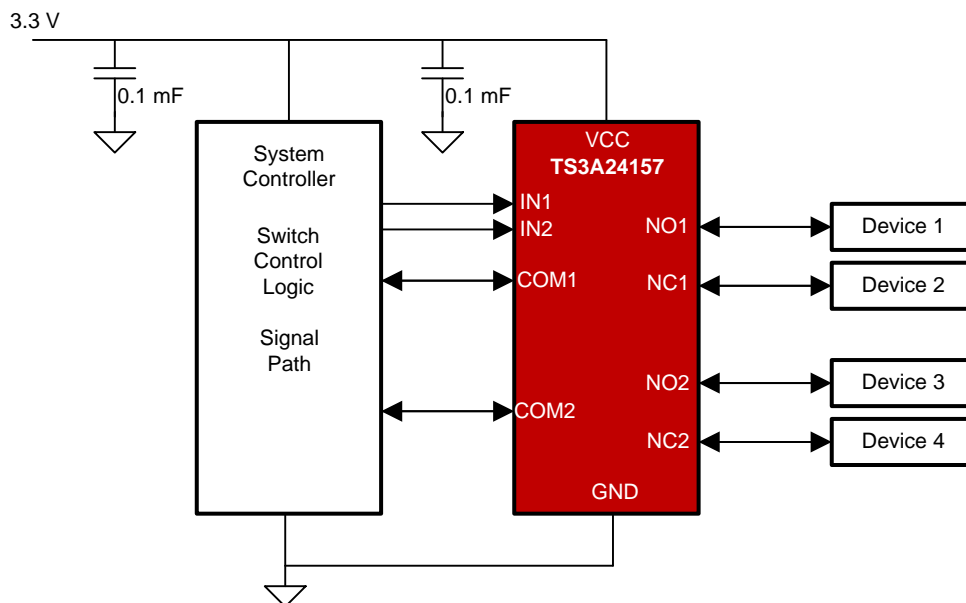 3.3 V
0.1 mF
0.1 mF
System
Controller
Switch
Control
Logic
Signal
Path
VCC
TS3A24157
IN1
IN2
COM1
COM2
NO1
NC1
NO2
NC2
GND
Device 1
Device 2
Device 3
Device 4